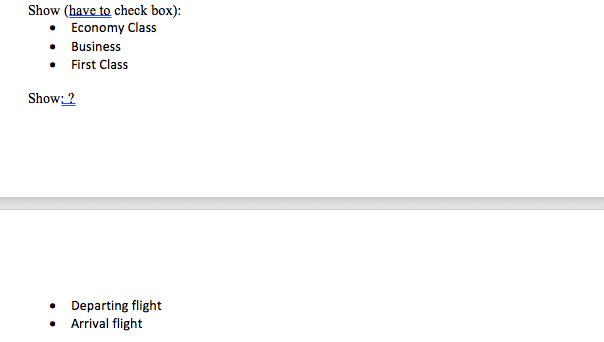 Show (have to check box):
• Economy Class
• Business
• First Class
Show: ?
• Departing flight
• Arrival flight